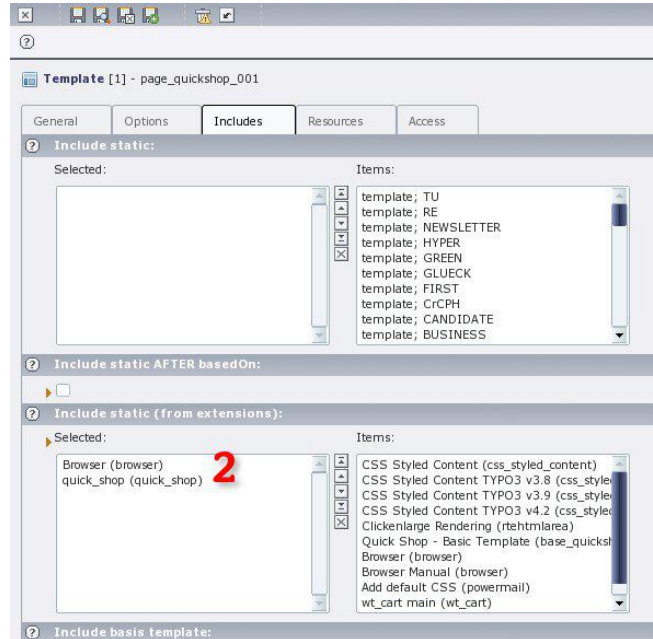 Template [1] - page_quickshop_001
General Options Includes Resources Access
Include static:
Selected: Items:
template; TU
template; RE
template; NEWSLETTER
template; HYPER
template; GREEN
template; GLUECK
template; FIRST
template; CrCPH
template; CANDIDATE
template; BUSINESS
Include static AFTER basedOn:
Include static (from extensions):
Selected: Items:
Browser (browser)
quick_shop (quick_shop)
2
CSS Styled Content (css_styled_content)
CSS Styled Content TYPO3 v3.8 (css_style
CSS Styled Content TYPO3 v3.9 (css_style
CSS Styled Content TYPO3 v4.2 (css_style
Clickenlarge Rendering (rtehtmlarea)
Quick Shop - Basic Template (base_quicksh
Browser (browser)
Browser Manual (browser)
Add default CSS (powermail)
wt_cart main (wt_cart)
Include basis template: